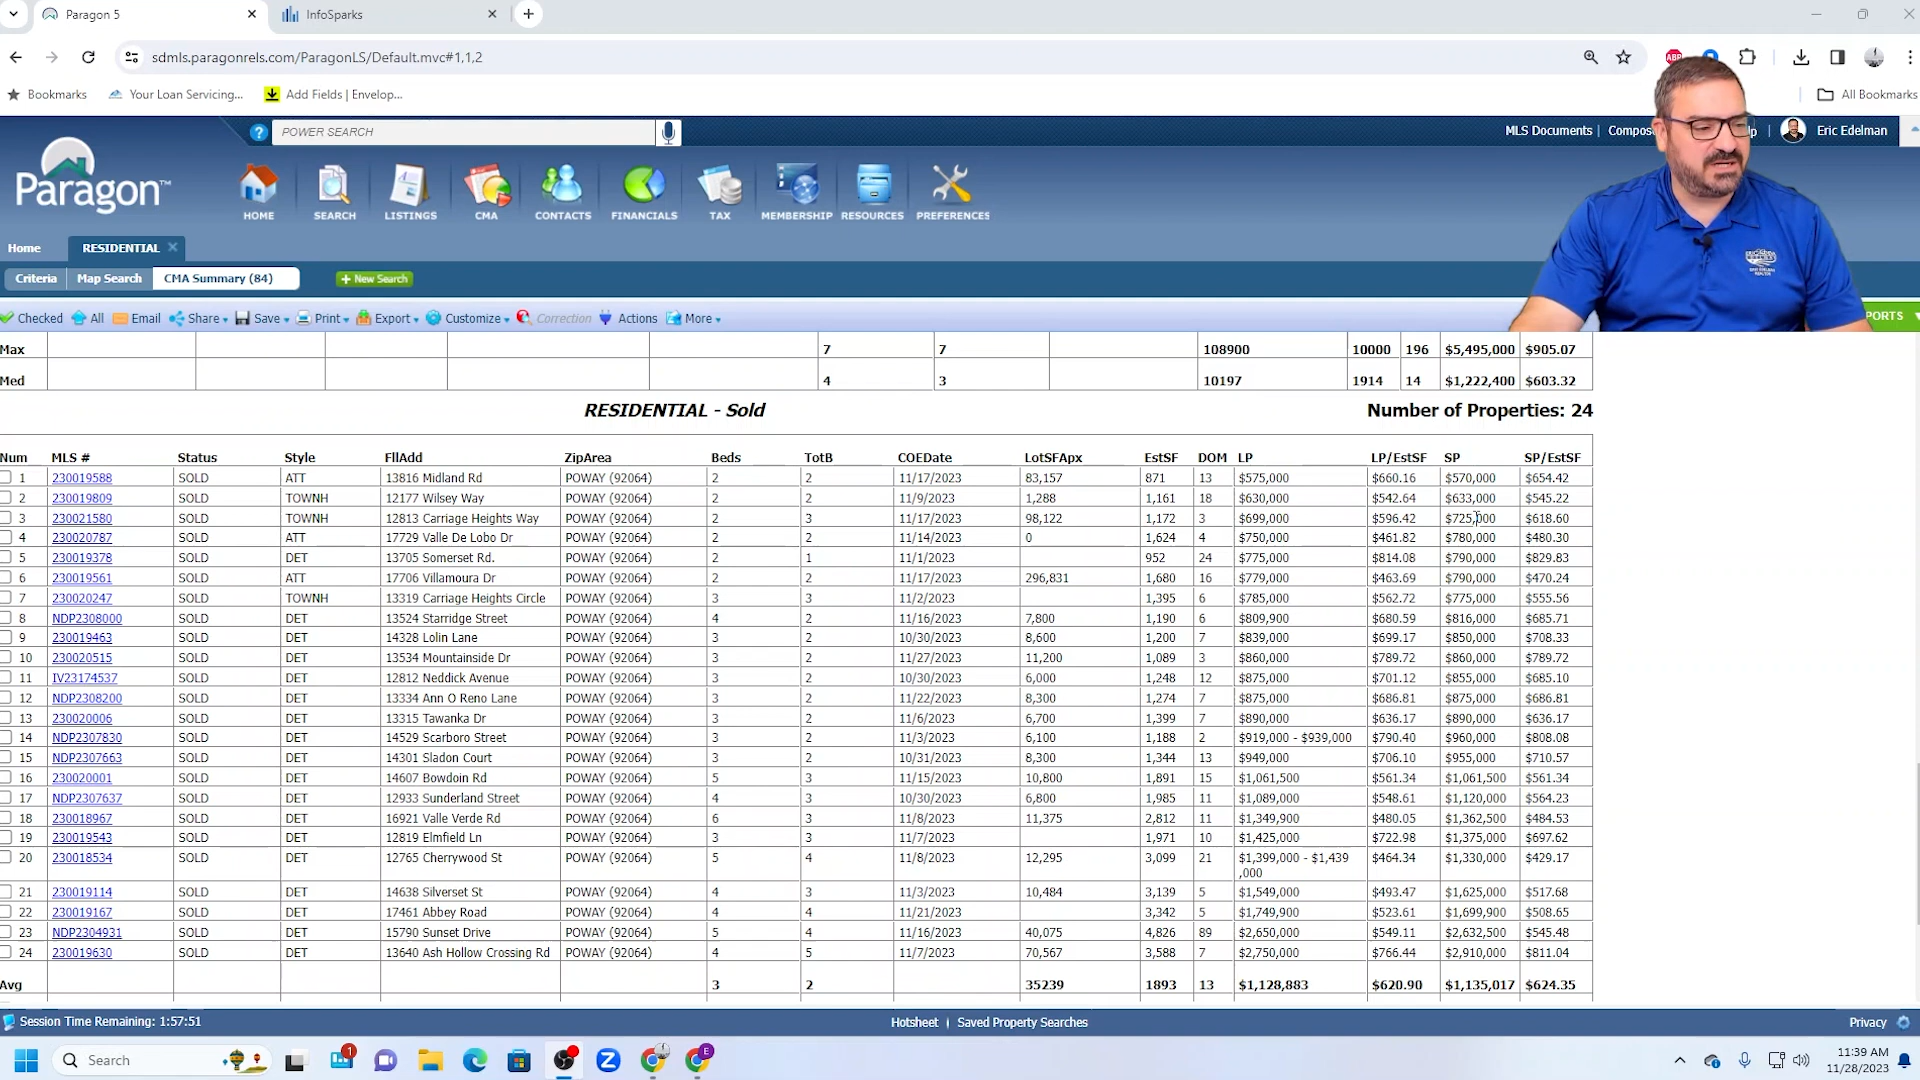 Paragon 5
InfoSparks
sdmls.paragonrels.com/ParagonLS/Default.mvc#1,1,2
Bookmarks Your Loan Servicing... Add Fields | Envelop... All Bookmarks
POWER SEARCH
MLS Documents | Compos lp | Eric Edelman
Paragon™
HOME SEARCH LISTINGS CMA CONTACTS FINANCIALS TAX MEMBERSHIP RESOURCES PREFERENCES
Home RESIDENTIAL
Criteria Map Search CMA Summary (84) + New Search
Checked All Email Share Save Print Export Customize Correction Actions More PORTS
Max 7 7 108900 10000 196 $5,495,000 $905.07
Med 4 3 10197 1914 14 $1,222,400 $603.32
RESIDENTIAL - Sold Number of Properties: 24
Num MLS # Status Style FllAdd ZipArea Beds TotB COEDate LotSFApx EstSF DOM LP LP/EstSF SP SP/EstSF
1 230019588 SOLD ATT 13816 Midland Rd POWAY (92064) 2 2 11/17/2023 83,157 871 13 $575,000 $660.16 $570,000 $654.42
2 230019809 SOLD TOWNH 12177 Wilsey Way POWAY (92064) 2 2 11/9/2023 1,288 1,161 18 $630,000 $542.64 $633,000 $545.22
3 230021580 SOLD TOWNH 12813 Carriage Heights Way POWAY (92064) 2 3 11/17/2023 98,122 1,172 3 $699,000 $596.42 $725,000 $618.60
4 230020787 SOLD ATT 17729 Valle De Lobo Dr POWAY (92064) 2 2 11/14/2023 0 1,624 4 $750,000 $461.82 $780,000 $480.30
5 230019378 SOLD DET 13705 Somerset Rd. POWAY (92064) 2 1 11/1/2023 952 24 $775,000 $814.08 $790,000 $829.83
6 230019561 SOLD ATT 17706 Villamoura Dr POWAY (92064) 2 2 11/17/2023 296,831 1,680 16 $779,000 $463.69 $790,000 $470.24
7 230020247 SOLD TOWNH 13319 Carriage Heights Circle POWAY (92064) 3 3 11/2/2023 1,395 6 $785,000 $562.72 $775,000 $555.56
8 NDP2308000 SOLD DET 13524 Starridge Street POWAY (92064) 4 2 11/16/2023 7,800 1,190 6 $809,900 $680.59 $816,000 $685.71
9 230019463 SOLD DET 14328 Lolin Lane POWAY (92064) 3 2 10/30/2023 8,600 1,200 7 $839,000 $699.17 $850,000 $708.33
10 230020515 SOLD DET 13534 Mountainside Dr POWAY (92064) 3 2 11/27/2023 11,200 1,089 3 $860,000 $789.72 $860,000 $789.72
11 IV23174537 SOLD DET 12812 Neddick Avenue POWAY (92064) 3 2 10/30/2023 6,000 1,248 12 $875,000 $701.12 $855,000 $685.10
12 NDP2308200 SOLD DET 13334 Ann O Reno Lane POWAY (92064) 3 2 11/22/2023 8,300 1,274 7 $875,000 $686.81 $875,000 $686.81
13 230020006 SOLD DET 13315 Tawanka Dr POWAY (92064) 3 2 11/6/2023 6,700 1,399 7 $890,000 $636.17 $890,000 $636.17
14 NDP2307830 SOLD DET 14529 Scarboro Street POWAY (92064) 3 2 11/3/2023 6,100 1,188 2 $919,000 - $939,000 $790.40 $960,000 $808.08
15 NDP2307663 SOLD DET 14301 Sladon Court POWAY (92064) 3 2 10/31/2023 8,300 1,344 13 $949,000 $706.10 $955,000 $710.57
16 230020001 SOLD DET 14607 Bowdoin Rd POWAY (92064) 5 3 11/15/2023 10,800 1,891 15 $1,061,500 $561.34 $1,061,500 $561.34
17 NDP2307637 SOLD DET 12933 Sunderland Street POWAY (92064) 4 3 10/30/2023 6,800 1,985 11 $1,089,000 $548.61 $1,120,000 $564.23
18 230018967 SOLD DET 16921 Valle Verde Rd POWAY (92064) 6 3 11/8/2023 11,375 2,812 11 $1,349,900 $480.05 $1,362,500 $484.53
19 230019543 SOLD DET 12819 Elmfield Ln POWAY (92064) 3 3 11/7/2023 1,971 10 $1,425,000 $722.98 $1,375,000 $697.62
20 230018534 SOLD DET 12765 Cherrywood St POWAY (92064) 5 4 11/8/2023 12,295 3,099 21 $1,399,000 - $1,439 $464.34 $1,330,000 $429.17
,000
21 230019114 SOLD DET 14638 Silverset St POWAY (92064) 4 3 11/3/2023 10,484 3,139 5 $1,549,000 $493.47 $1,625,000 $517.68
22 230019167 SOLD DET 17461 Abbey Road POWAY (92064) 4 4 11/21/2023 3,342 5 $1,749,900 $523.61 $1,699,900 $508.65
23 NDP2304931 SOLD DET 15790 Sunset Drive POWAY (92064) 5 4 11/16/2023 40,075 4,826 89 $2,650,000 $549.11 $2,632,500 $545.48
24 230019630 SOLD DET 13640 Ash Hollow Crossing Rd POWAY (92064) 4 5 11/7/2023 70,567 3,588 7 $2,750,000 $766.44 $2,910,000 $811.04
Avg 3 2 35239 1893 13 $1,128,883 $620.90 $1,135,017 $624.35
Session Time Remaining: 1:57:51 Hotsheet | Saved Property Searches Privacy
Search 11:39 AM
11/28/2023